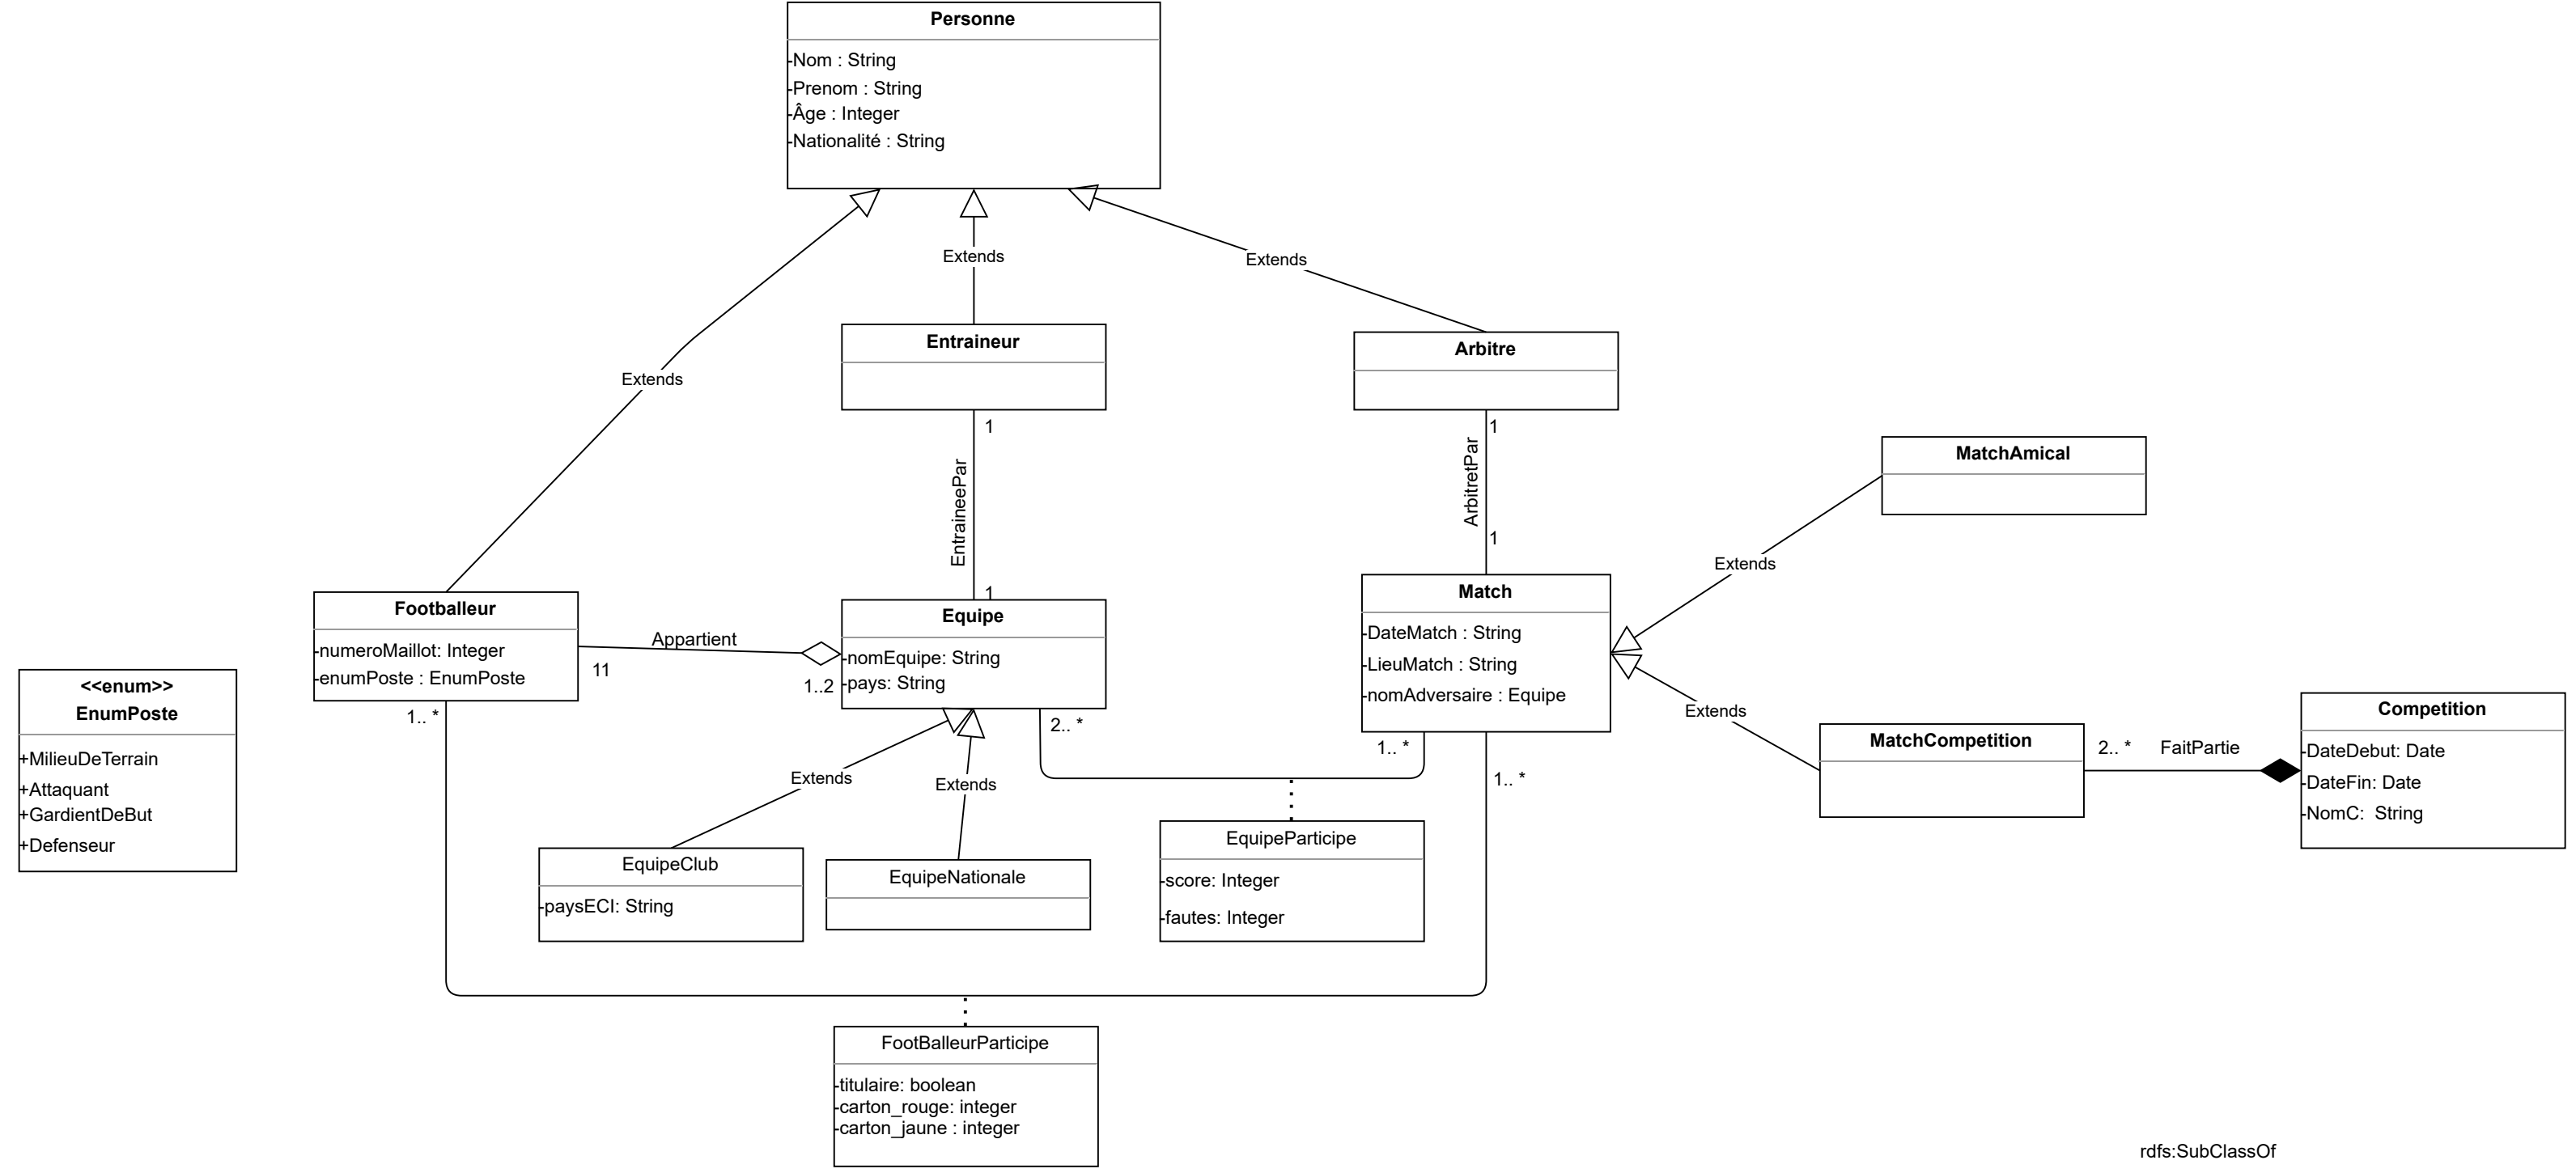 Personne
-Nom : String
-Prenom : String
-Âge : Integer
-Nationalité : String
Extends
Extends
Extends
Entraineur
Arbitre
1
EntraineePar
1
1
ArbitretPar
1
MatchAmical
Extends
Footballeur
-numeroMaillot: Integer
-enumPoste : EnumPoste
Appartient
11
1..2
Equipe
-nomEquipe: String
-pays: String
Match
-DateMatch : String
-LieuMatch : String
-nomAdversaire : Equipe
<<enum>>
EnumPoste
+MilieuDeTerrain
+Attaquant
+GardientDeBut
+Defenseur
1.. *
2.. *
1.. *
1.. *
Extends
MatchCompetition
2.. *
FaitPartie
Competition
-DateDebut: Date
-DateFin: Date
-NomC: String
Extends
Extends
EquipeClub
-paysECI: String
EquipeNationale
EquipeParticipe
-score: Integer
-fautes: Integer
FootBalleurParticipe
-titulaire: boolean
-carton_rouge: integer
-carton_jaune : integer
rdfs:SubClassOf